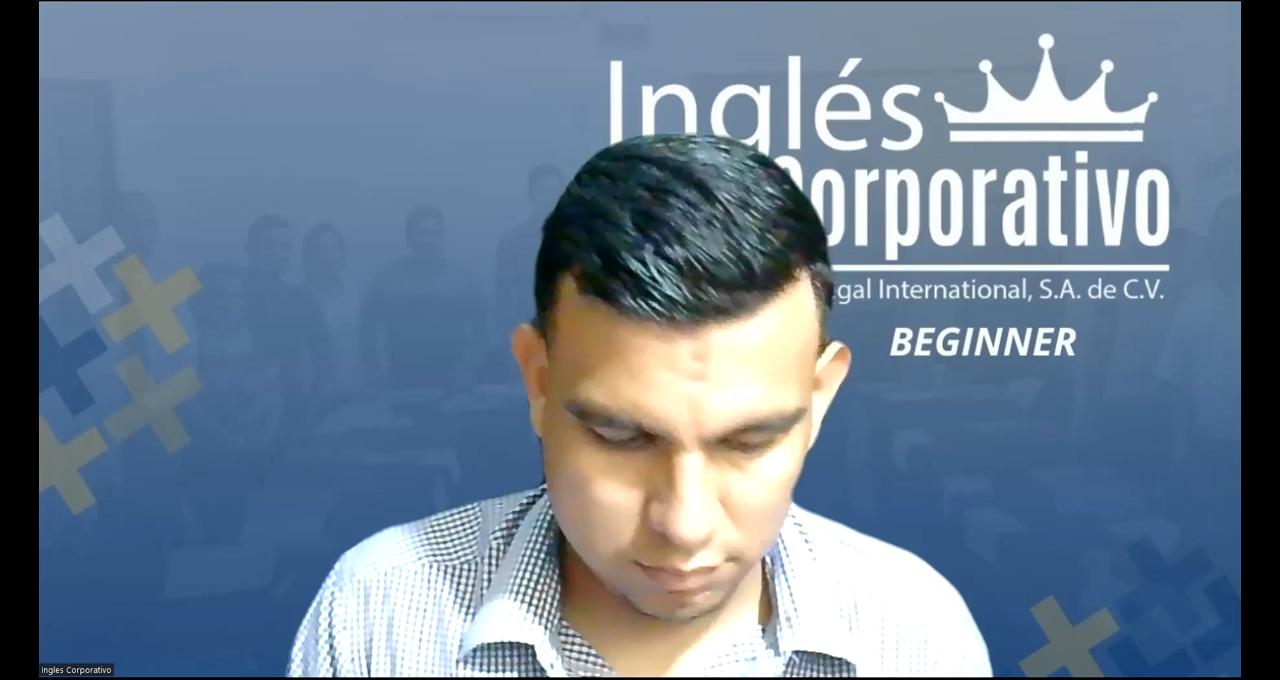 Inglés
orporativo
gal International, S.A. de C.V.
BEGINNER
Ingles Corporativo